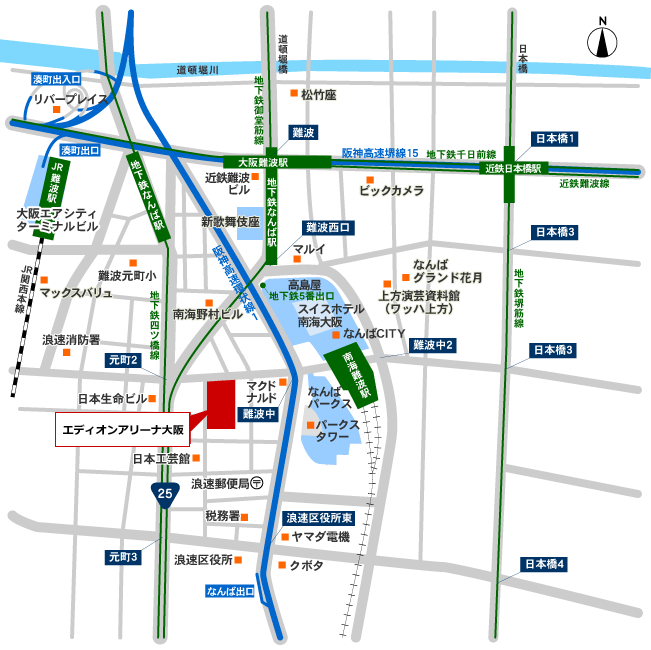 N
道頓堀川
道頓堀橋
日本橋
湊町出入口
リバープレイス
地下鉄御堂筋線
松竹座
難波
湊町出口
大阪難波駅
阪神高速堺線15
地下鉄千日前線
日本橋1
近鉄日本橋駅
近鉄難波線
JR難波駅
地下鉄なんば駅
近鉄難波
ビル
地下鉄なんば駅
ビックカメラ
大阪エアシティ
ターミナルビル
新歌舞伎座
難波西口
日本橋3
マルイ
阪神高速環状線1
JR関西本線
難波元町小
なんば
グランド花月
マックスバリュ
高島屋
地下鉄5番出口
上方演芸資料館
(ワッハ上方)
地下鉄堺筋線
地下鉄四ツ橋線
南海野村ビル
スイスホテル
南海大阪
なんばCITY
浪速消防署
元町2
難波中2
日本橋3
南海難波駅
マクド
ナルド
なんば
パークス
日本生命ビル
難波中
パークス
タワー
エディオンアリーナ大阪
日本工芸館
25
浪速郵便局
〒
税務署
浪速区役所東
ヤマダ電機
元町3
浪速区役所
クボタ
日本橋4
なんば出口